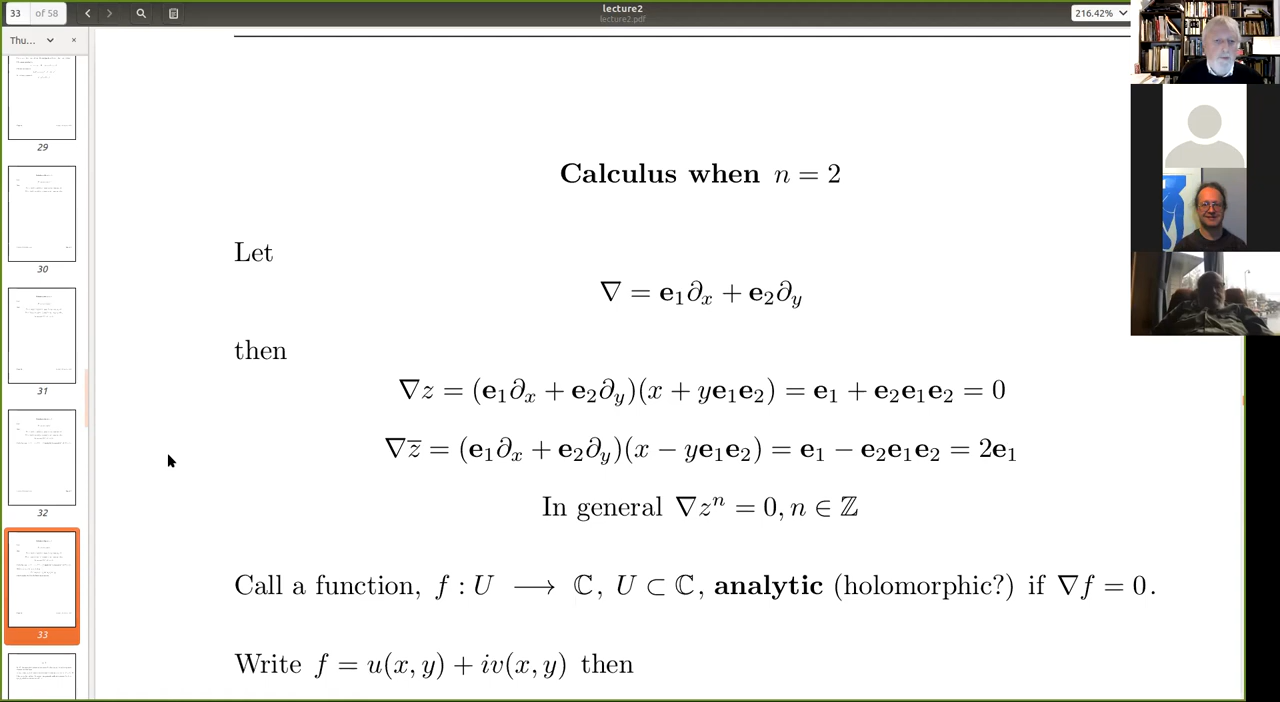 33 of 58
lecture2
lecture2.pdf
216.42%
Thu...
29
30
31
32
33
Calculus when n = 2
Let
∇ = e₁∂ₓ + e₂∂ᵧ
then
∇z = (e₁∂ₓ + e₂∂ᵧ)(x + ye₁e₂) = e₁ + e₂e₁e₂ = 0
∇z̅ = (e₁∂ₓ + e₂∂ᵧ)(x − ye₁e₂) = e₁ − e₂e₁e₂ = 2e₁
In general ∇zⁿ = 0, n ∈ ℤ
Call a function, f : U ⟶ ℂ, U ⊂ ℂ, analytic (holomorphic?) if ∇f = 0.
Write f = u(x, y) + iv(x, y) then